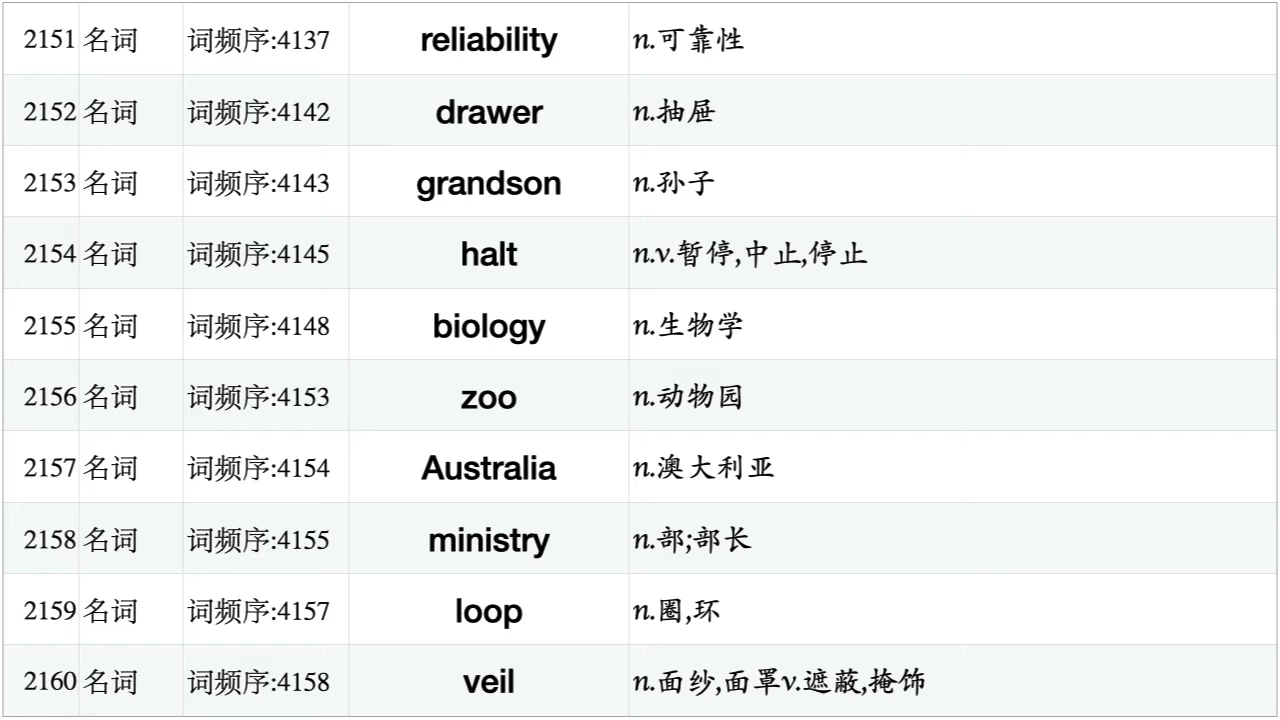 2151 名词 词频序:4137 reliability n.可靠性
2152 名词 词频序:4142 drawer n.抽屉
2153 名词 词频序:4143 grandson n.孙子
2154 名词 词频序:4145 halt n.v.暂停,中止,停止
2155 名词 词频序:4148 biology n.生物学
2156 名词 词频序:4153 zoo n.动物园
2157 名词 词频序:4154 Australia n.澳大利亚
2158 名词 词频序:4155 ministry n.部;部长
2159 名词 词频序:4157 loop n.圈,环
2160 名词 词频序:4158 veil n.面纱,面罩v.遮蔽,掩饰